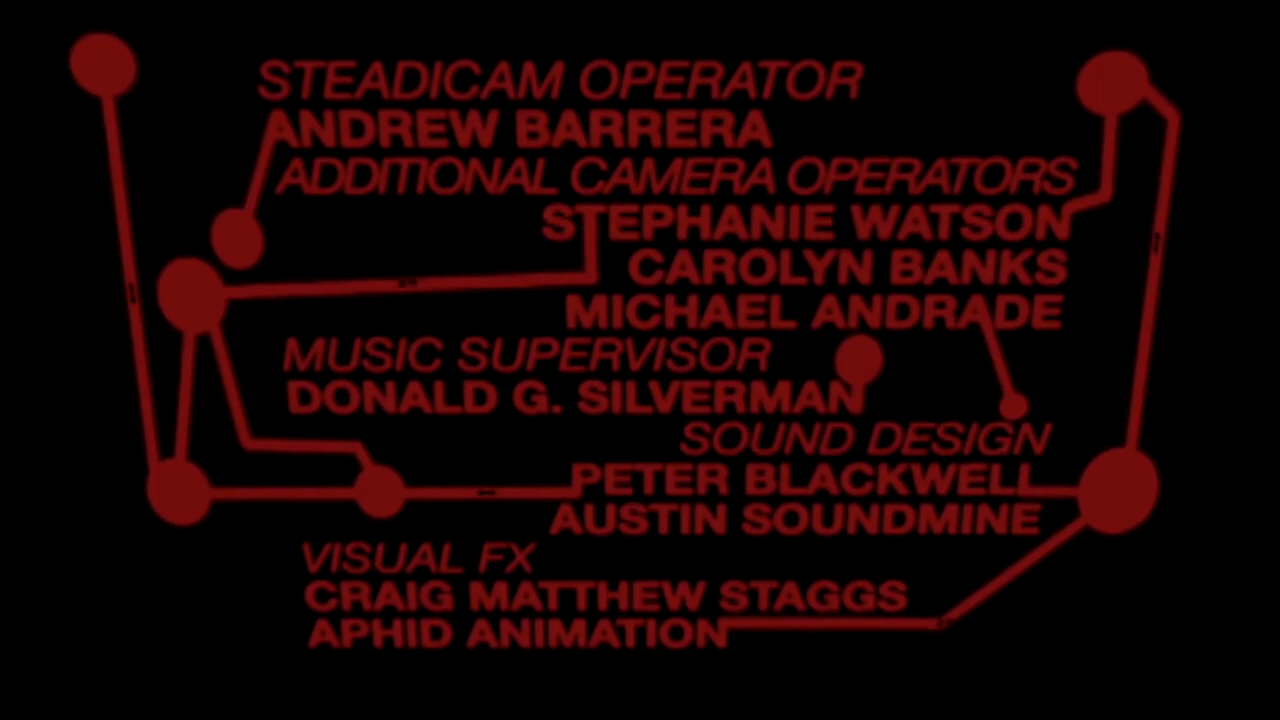 STEADICAM OPERATOR
ANDREW BARRERA
ADDITIONAL CAMERA OPERATORS
STEPHANIE WATSON
CAROLYN BANKS
MICHAEL ANDRADE
MUSIC SUPERVISOR
DONALD G. SILVERMAN
SOUND DESIGN
PETER BLACKWELL
AUSTIN SOUNDMINE
VISUAL FX
CRAIG MATTHEW STAGGS
APHID ANIMATION